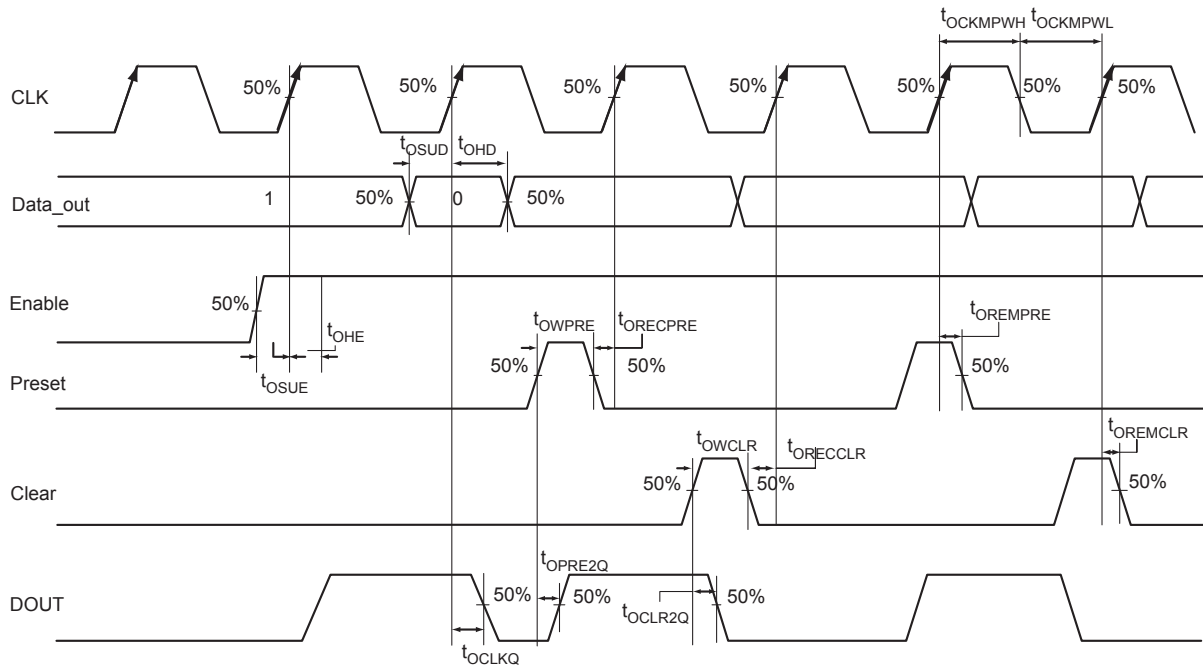 tOCKMPWH tOCKMPWL
CLK 50% 50% 50% 50% 50% 50% 50%
tOSUD tOHD
Data_out 1 50% 0 50%
Enable 50%
tOHE tOWPRE tORECPRE tOREMPRE
Preset tOSUE 50% 50% 50%
tOWCLR tORECCLR tOREMCLR
Clear 50% 50% 50%
tOPRE2Q
DOUT 50% 50% tOCLR2Q 50%
tOCLKQ